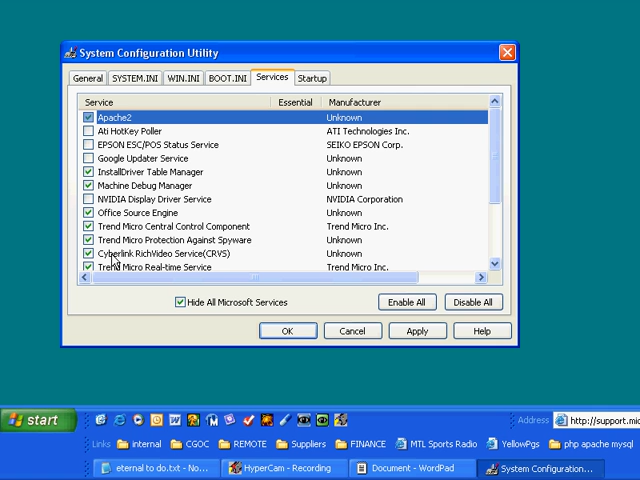 System Configuration Utility
General SYSTEM.INI WIN.INI BOOT.INI Services Startup
Service Essential Manufacturer
Apache2 Unknown
Ati HotKey Poller ATI Technologies Inc.
EPSON ESC/POS Status Service SEIKO EPSON Corp.
Google Updater Service Unknown
InstallDriver Table Manager Unknown
Machine Debug Manager Unknown
NVIDIA Display Driver Service NVIDIA Corporation
Office Source Engine Unknown
Trend Micro Central Control Component Trend Micro Inc.
Trend Micro Protection Against Spyware Unknown
Cyberlink RichVideo Service(CRVS) Unknown
Trend Micro Real-time Service Trend Micro Inc.
Hide All Microsoft Services Enable All Disable All
OK Cancel Apply Help
start Address http://support.mic
Links internal CGOC REMOTE Suppliers FINANCE MTL Sports Radio YellowPgs php apache mysql
eternal to do.txt - No... HyperCam - Recording Document - WordPad System Configuration...